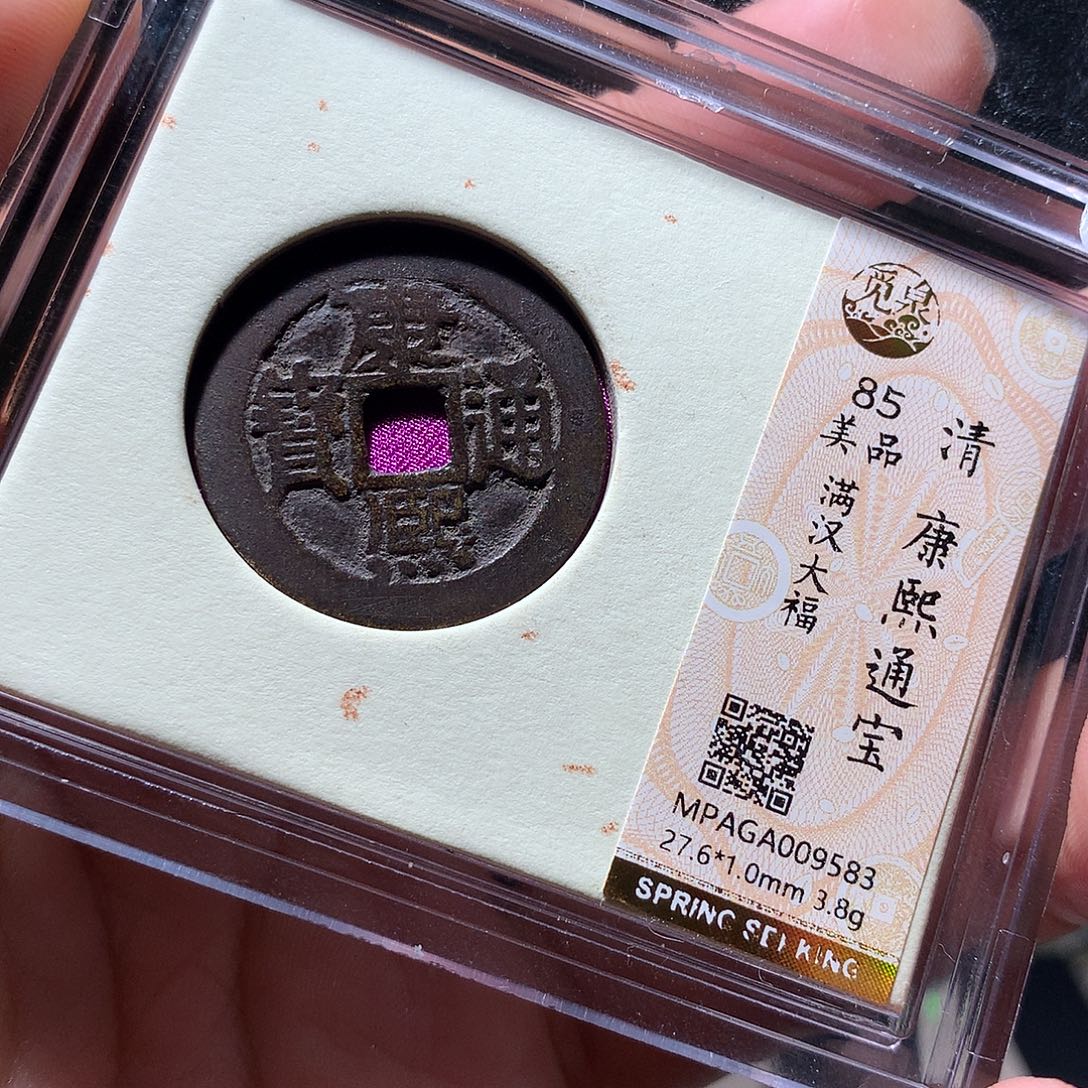 康熙通寶
觅泉
85
美品
满汉大福
清 康熙通宝
MPAGA009583
27.6*1.0mm 3.8g
SPRING SEEKING